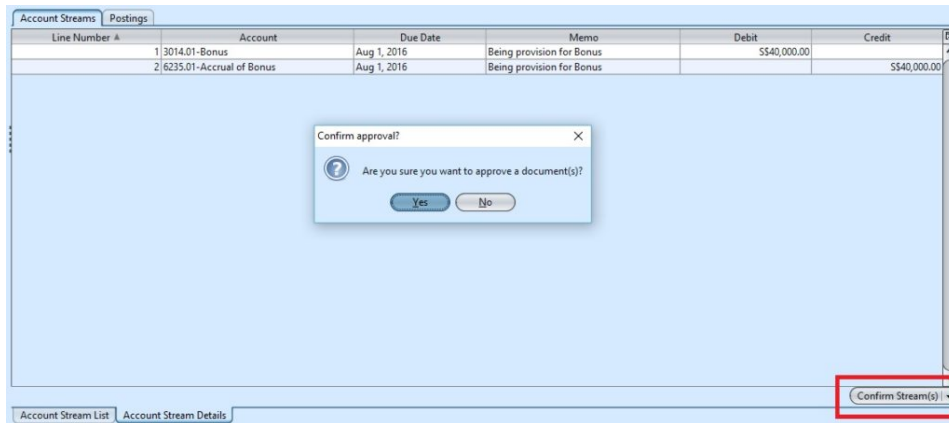 Account Streams Postings
Line Number Account Due Date Memo Debit Credit
1 3014.01-Bonus Aug 1, 2016 Being provision for Bonus S$40,000.00
2 6235.01-Accrual of Bonus Aug 1, 2016 Being provision for Bonus S$40,000.00
Confirm approval?
Are you sure you want to approve a document(s)?
Yes No
Confirm Stream(s)
Account Stream List Account Stream Details